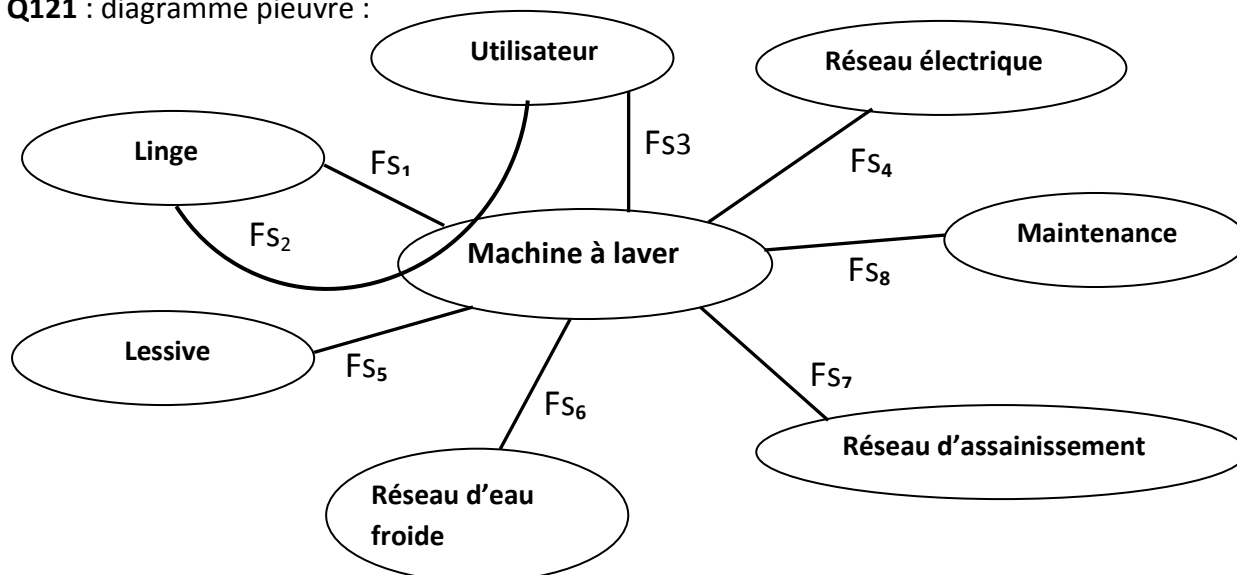 Q121 : diagramme pieuvre :
Utilisateur
Réseau électrique
Linge
Fs₁
Fs3
Fs₄
Fs₂
Machine à laver
Maintenance
Fs₈
Lessive
Fs₅
Fs₇
Fs₆
Réseau d’assainissement
Réseau d’eau
froide